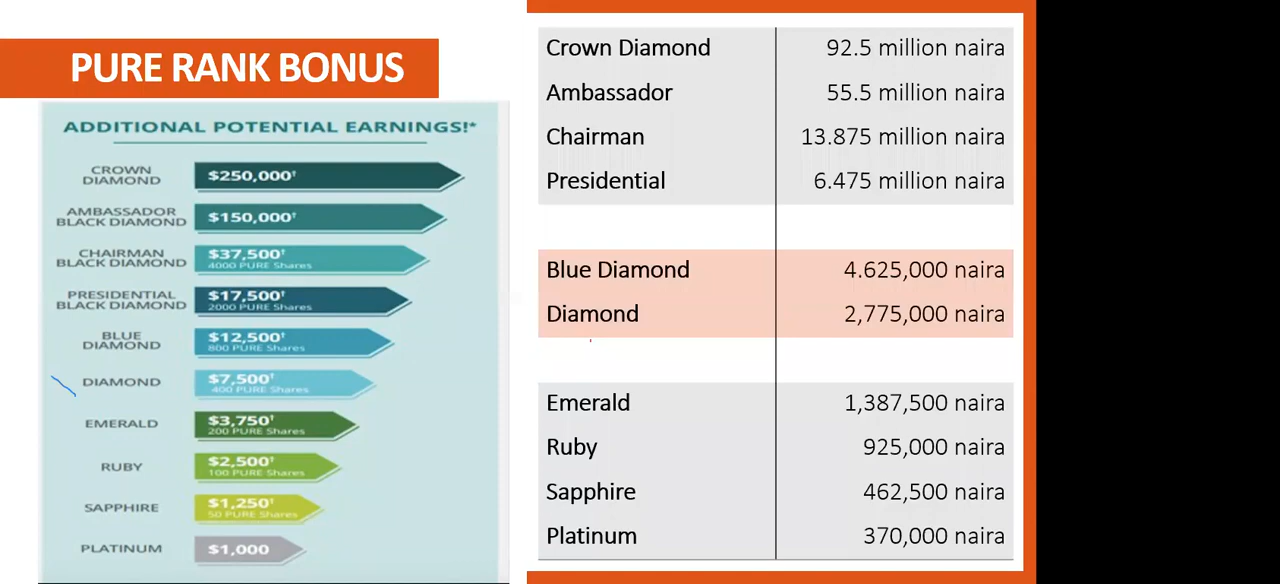 PURE RANK BONUS
ADDITIONAL POTENTIAL EARNINGS!*
CROWN
DIAMOND
$250,000†
AMBASSADOR
BLACK DIAMOND
$150,000†
CHAIRMAN
BLACK DIAMOND
$37,500†
4000 PURE Shares
PRESIDENTIAL
BLACK DIAMOND
$17,500†
2000 PURE Shares
BLUE
DIAMOND
$12,500†
800 PURE Shares
DIAMOND
$7,500†
400 PURE Shares
EMERALD
$3,750†
200 PURE Shares
RUBY
$2,500†
100 PURE Shares
SAPPHIRE
$1,250†
50 PURE Shares
PLATINUM
$1,000
Crown Diamond 92.5 million naira
Ambassador 55.5 million naira
Chairman 13.875 million naira
Presidential 6.475 million naira
Blue Diamond 4.625,000 naira
Diamond 2,775,000 naira
Emerald 1,387,500 naira
Ruby 925,000 naira
Sapphire 462,500 naira
Platinum 370,000 naira